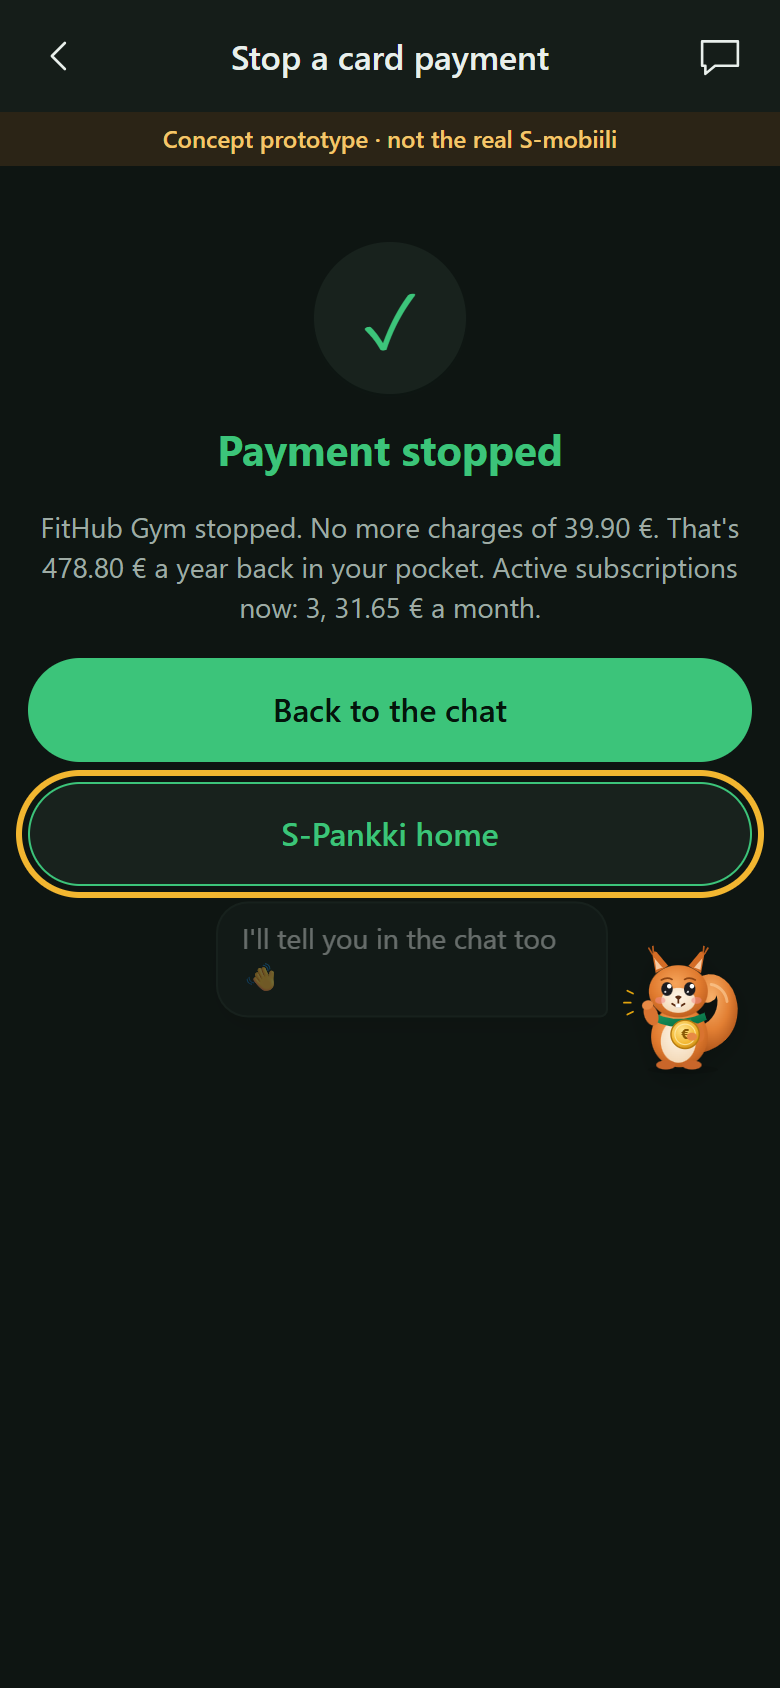 Stop a card payment
Concept prototype · not the real S-mobiili
Payment stopped
FitHub Gym stopped. No more charges of 39.90 €. That's
478.80 € a year back in your pocket. Active subscriptions
now: 3, 31.65 € a month.
Back to the chat
S-Pankki home
I'll tell you in the chat too
👋
€